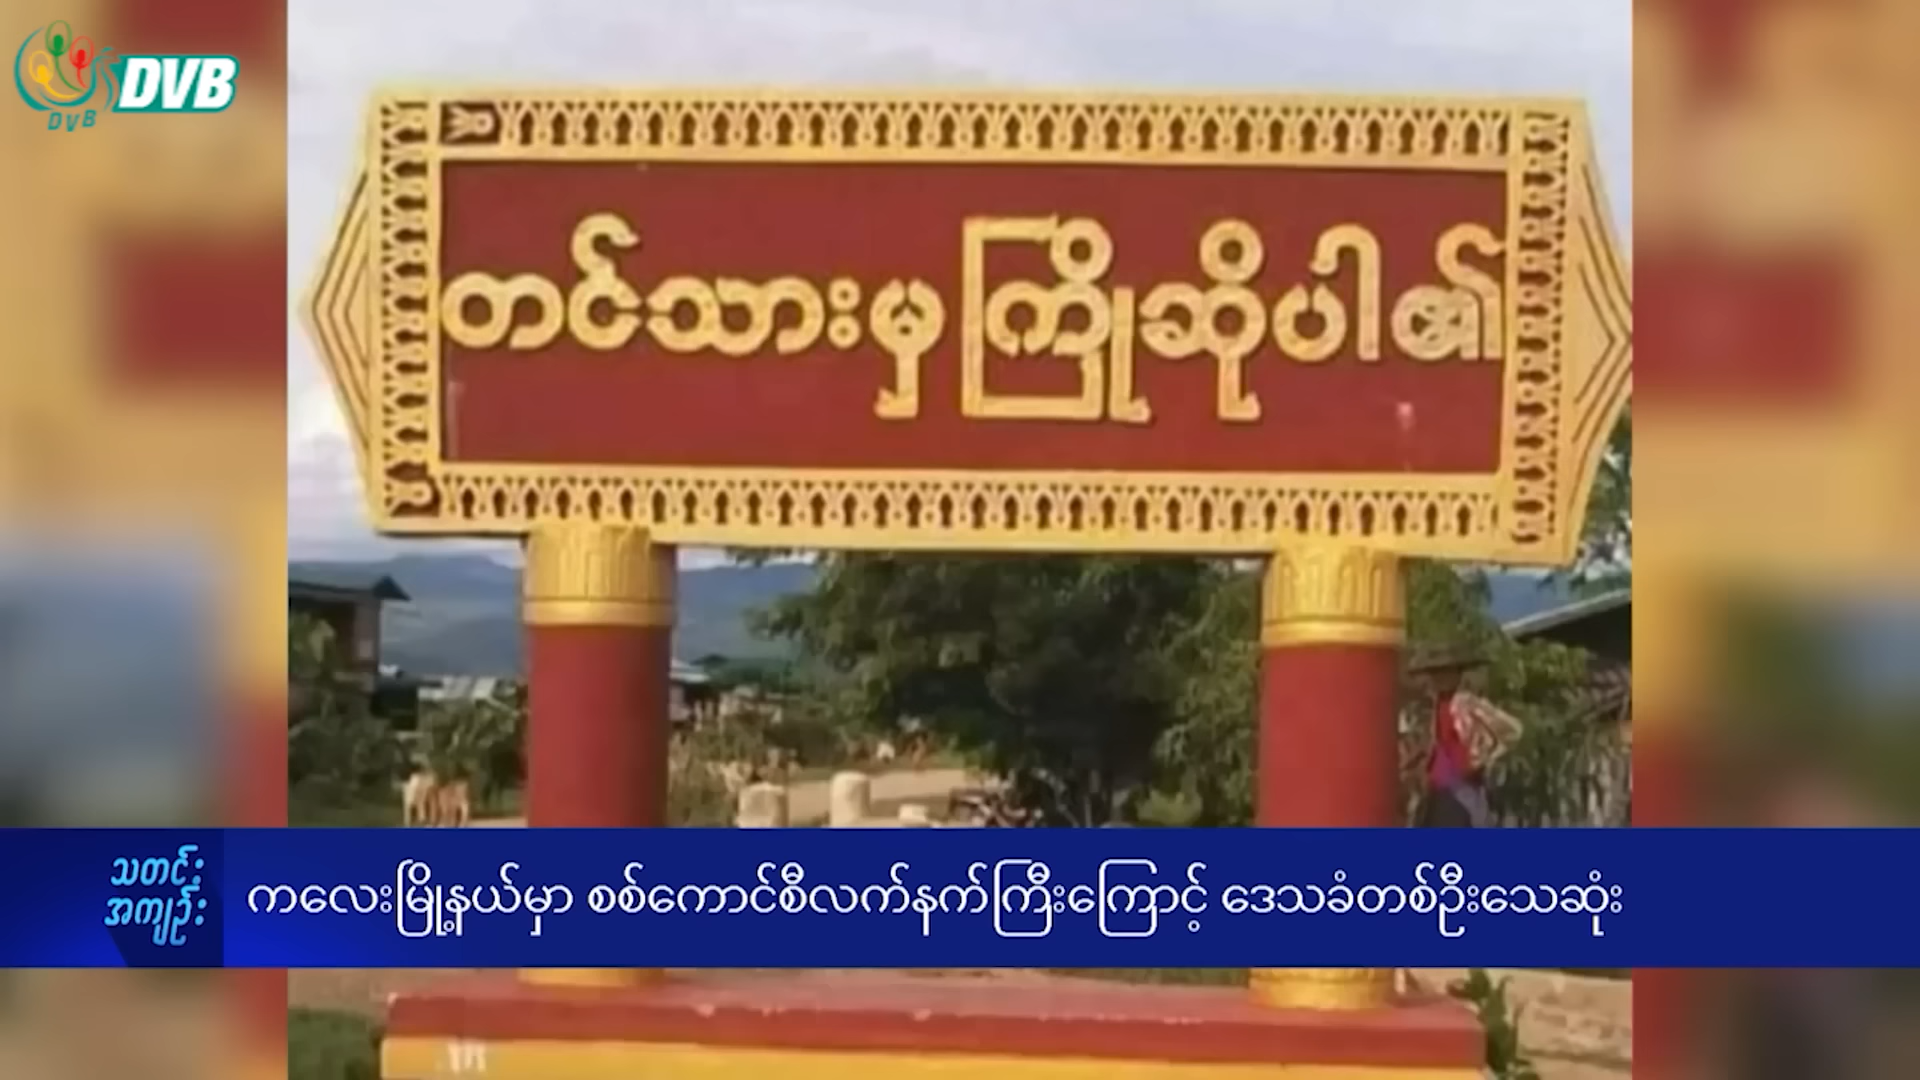 DVB
DVB
တင်သားမှကြိုဆိုပါ၏
သတင်း
အကျဉ်း
ကလေးမြို့နယ်မှာ စစ်ကောင်စီလက်နက်ကြီးကြောင့် ဒေသခံတစ်ဦးသေဆုံး